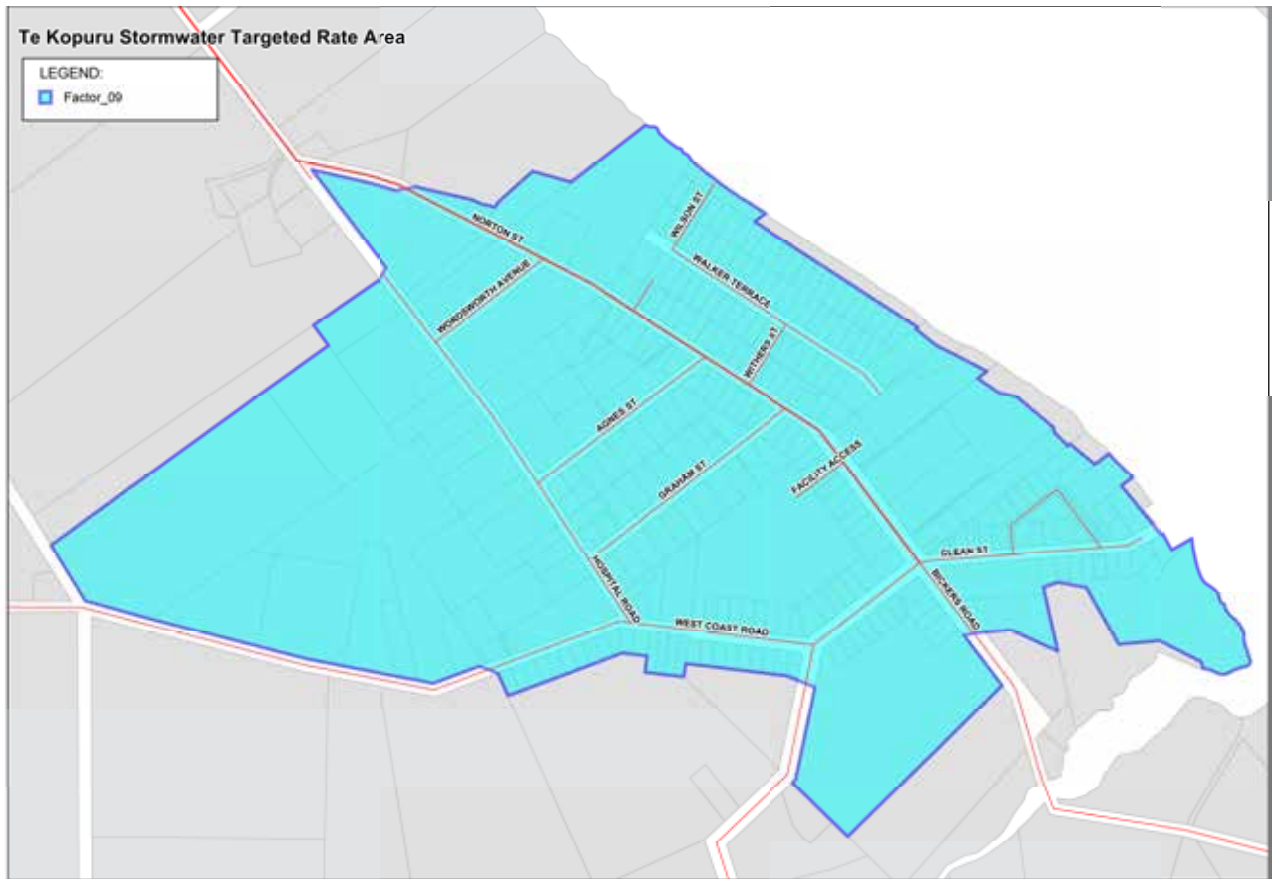 Te Kopuru Stormwater Targeted Rate Area
LEGEND:
Factor_09
WILSON ST
NORTON ST
WALKER TERRACE
WORDSWORTH AVENUE
WITHERS ST
AGNES ST
FACILITY ACCESS
GRAHAM ST
CLEAN ST
HOSPITAL ROAD
BICKERS ROAD
WEST COAST ROAD